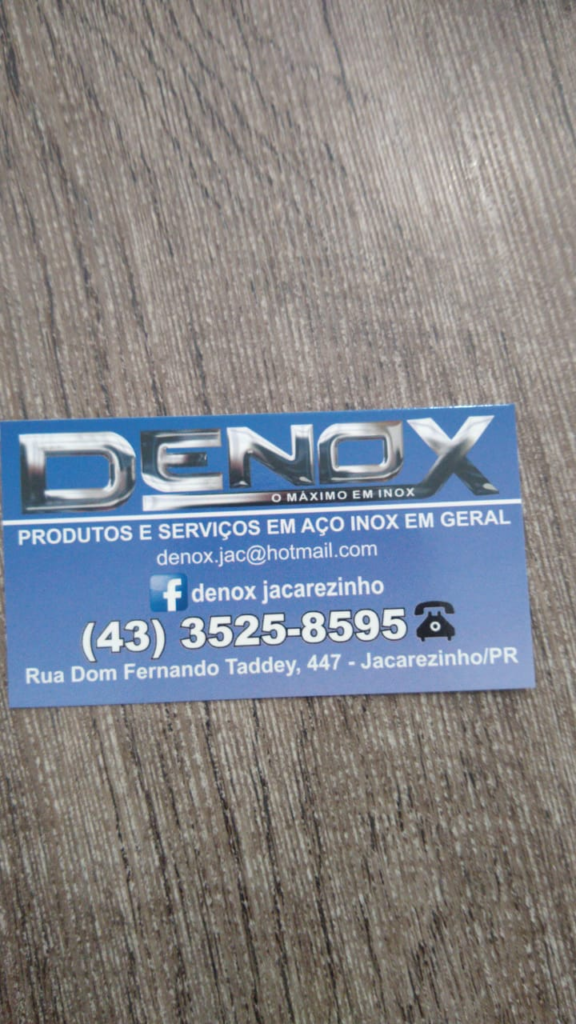 DENOX
O MÁXIMO EM INOX
PRODUTOS E SERVIÇOS EM AÇO INOX EM GERAL
denox.jac@hotmail.com
f denox jacarezinho
(43) 3525-8595
Rua Dom Fernando Taddey, 447 - Jacarezinho/PR